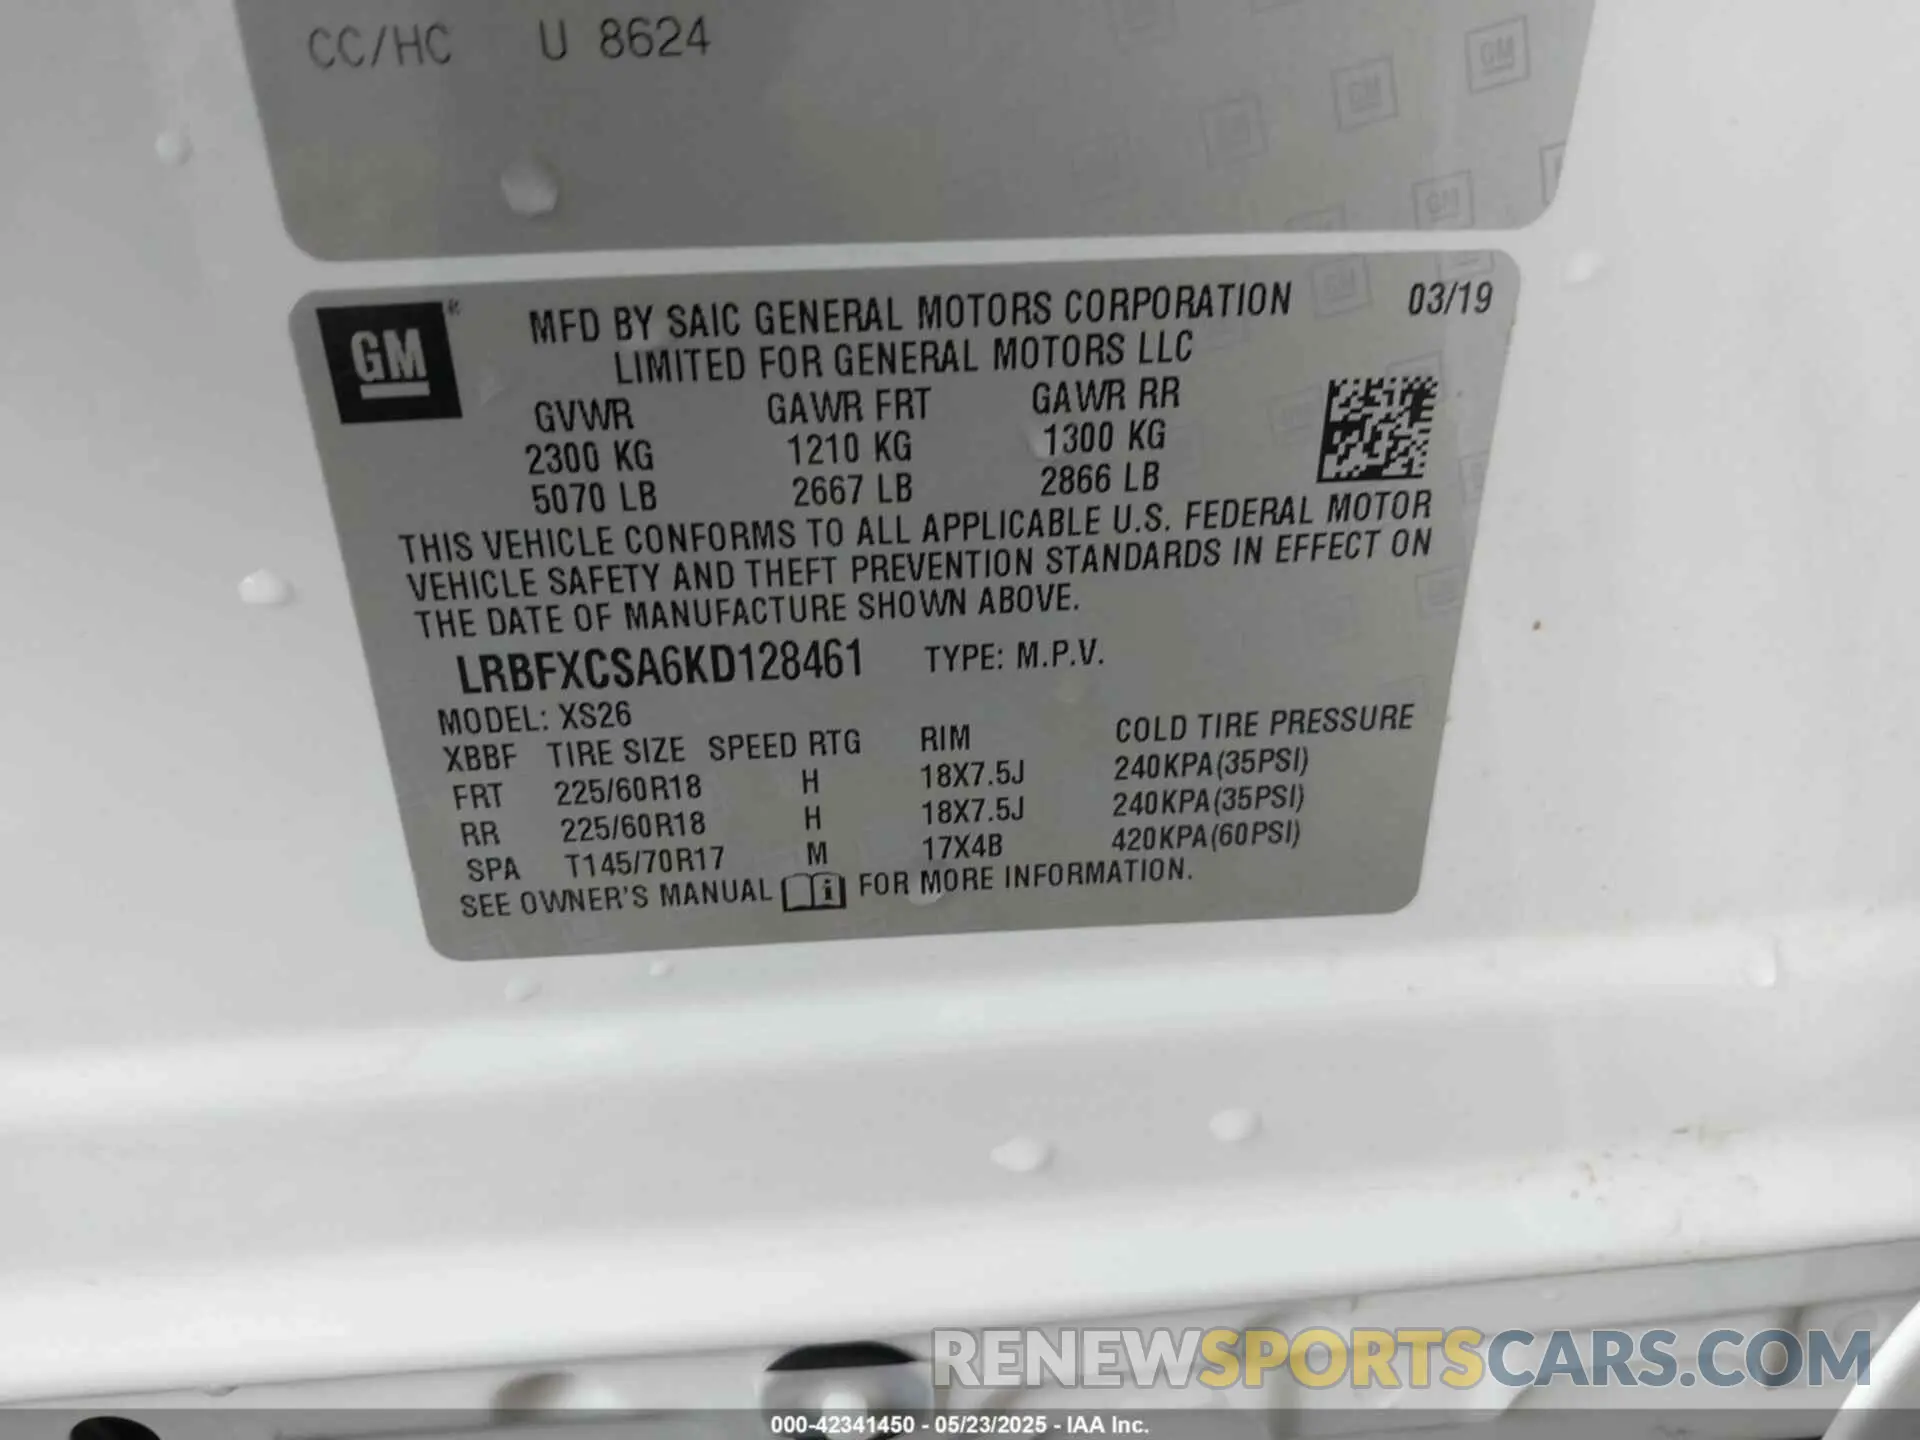 CC/HC U 8624
GM
MFD BY SAIC GENERAL MOTORS CORPORATION 03/19
LIMITED FOR GENERAL MOTORS LLC
GVWR GAWR FRT GAWR RR
2300 KG 1210 KG 1300 KG
5070 LB 2667 LB 2866 LB
THIS VEHICLE CONFORMS TO ALL APPLICABLE U.S. FEDERAL MOTOR
VEHICLE SAFETY AND THEFT PREVENTION STANDARDS IN EFFECT ON
THE DATE OF MANUFACTURE SHOWN ABOVE.
LRBFXCSA6KD128461 TYPE: M.P.V.
MODEL: XS26
XBBF TIRE SIZE SPEED RTG RIM COLD TIRE PRESSURE
FRT 225/60R18 H 18X7.5J 240KPA(35PSI)
RR 225/60R18 H 18X7.5J 240KPA(35PSI)
SPA T145/70R17 M 17X4B 420KPA(60PSI)
SEE OWNER'S MANUAL FOR MORE INFORMATION.
RENEWSPORTSCARS.COM
000-42341450 - 05/23/2025 - IAA Inc.